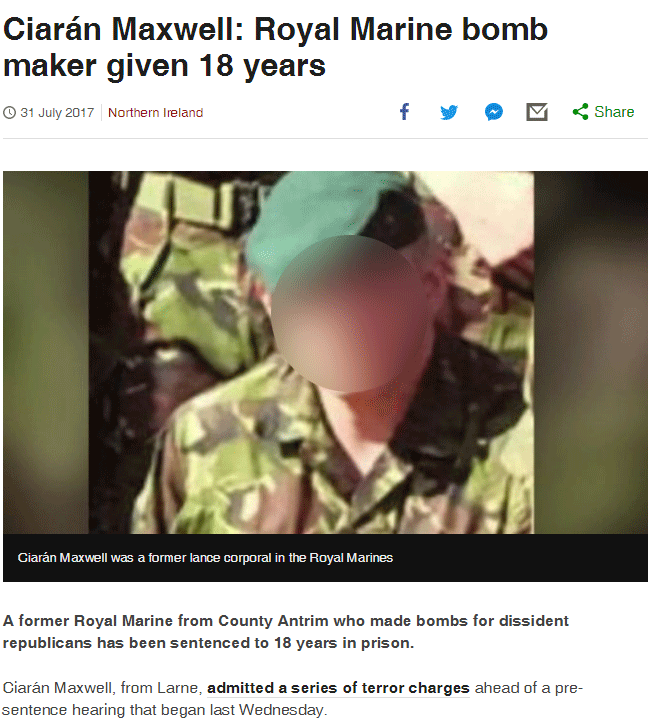 Ciarán Maxwell: Royal Marine bomb
maker given 18 years
31 July 2017 Northern Ireland
Share
Ciarán Maxwell was a former lance corporal in the Royal Marines
A former Royal Marine from County Antrim who made bombs for dissident
republicans has been sentenced to 18 years in prison.
Ciarán Maxwell, from Larne, admitted a series of terror charges ahead of a pre-
sentence hearing that began last Wednesday.